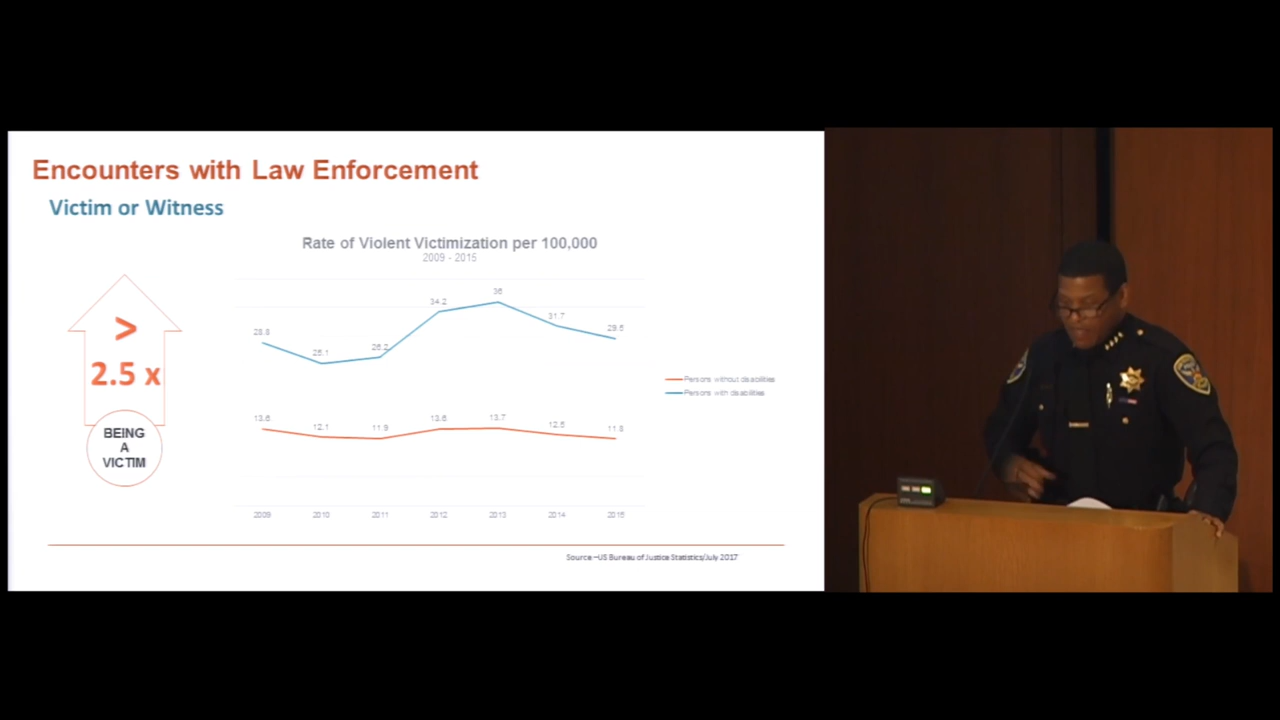 Encounters with Law Enforcement
Victim or Witness
Rate of Violent Victimization per 100,000
2009 - 2015
>
2.5 x
BEING
A
VICTIM
28.8
25.1
26.2
34.2
36
31.7
29.5
13.6
12.1
11.9
13.6
13.7
12.5
11.8
Persons without disabilities
Persons with disabilities
2009
2010
2011
2012
2013
2014
2015
Source –US Bureau of Justice Statistics/July 2017